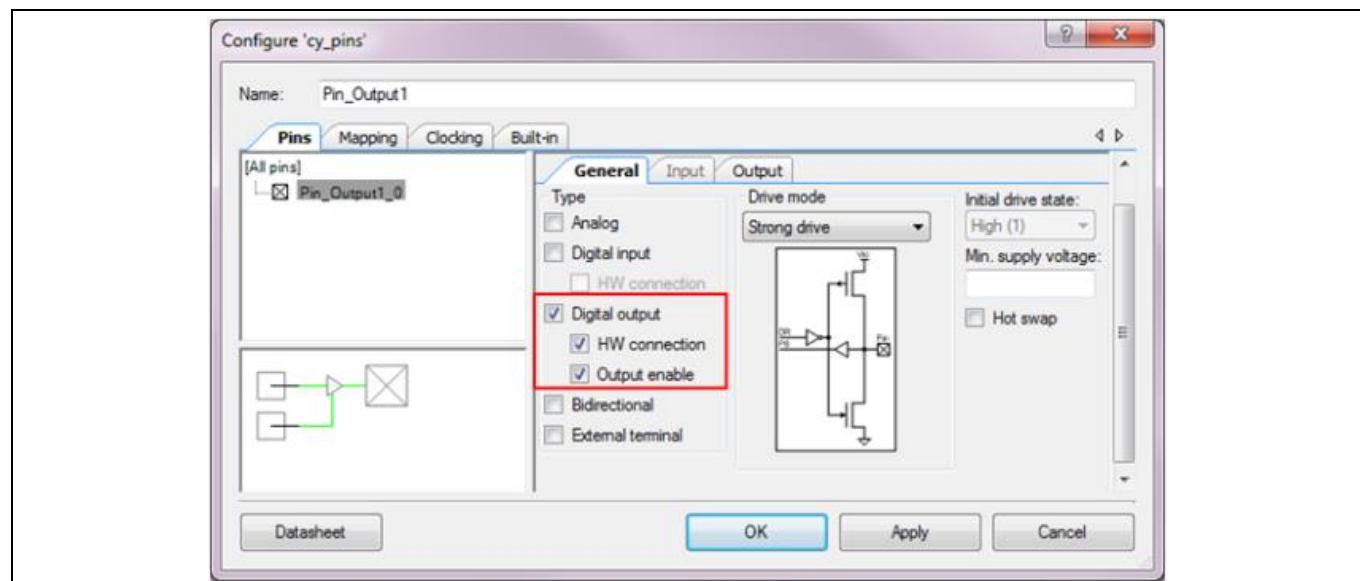 Configure 'cy_pins'
Name: Pin_Output1
Pins Mapping Clocking Built-in
[All pins]
Pin_Output1_0
General Input Output
Type
Analog
Digital input
HW connection
Digital output
HW connection
Output enable
Bidirectional
External terminal
Drive mode
Strong drive
Initial drive state:
High (1)
Min. supply voltage:
Hot swap
Datasheet OK Apply Cancel